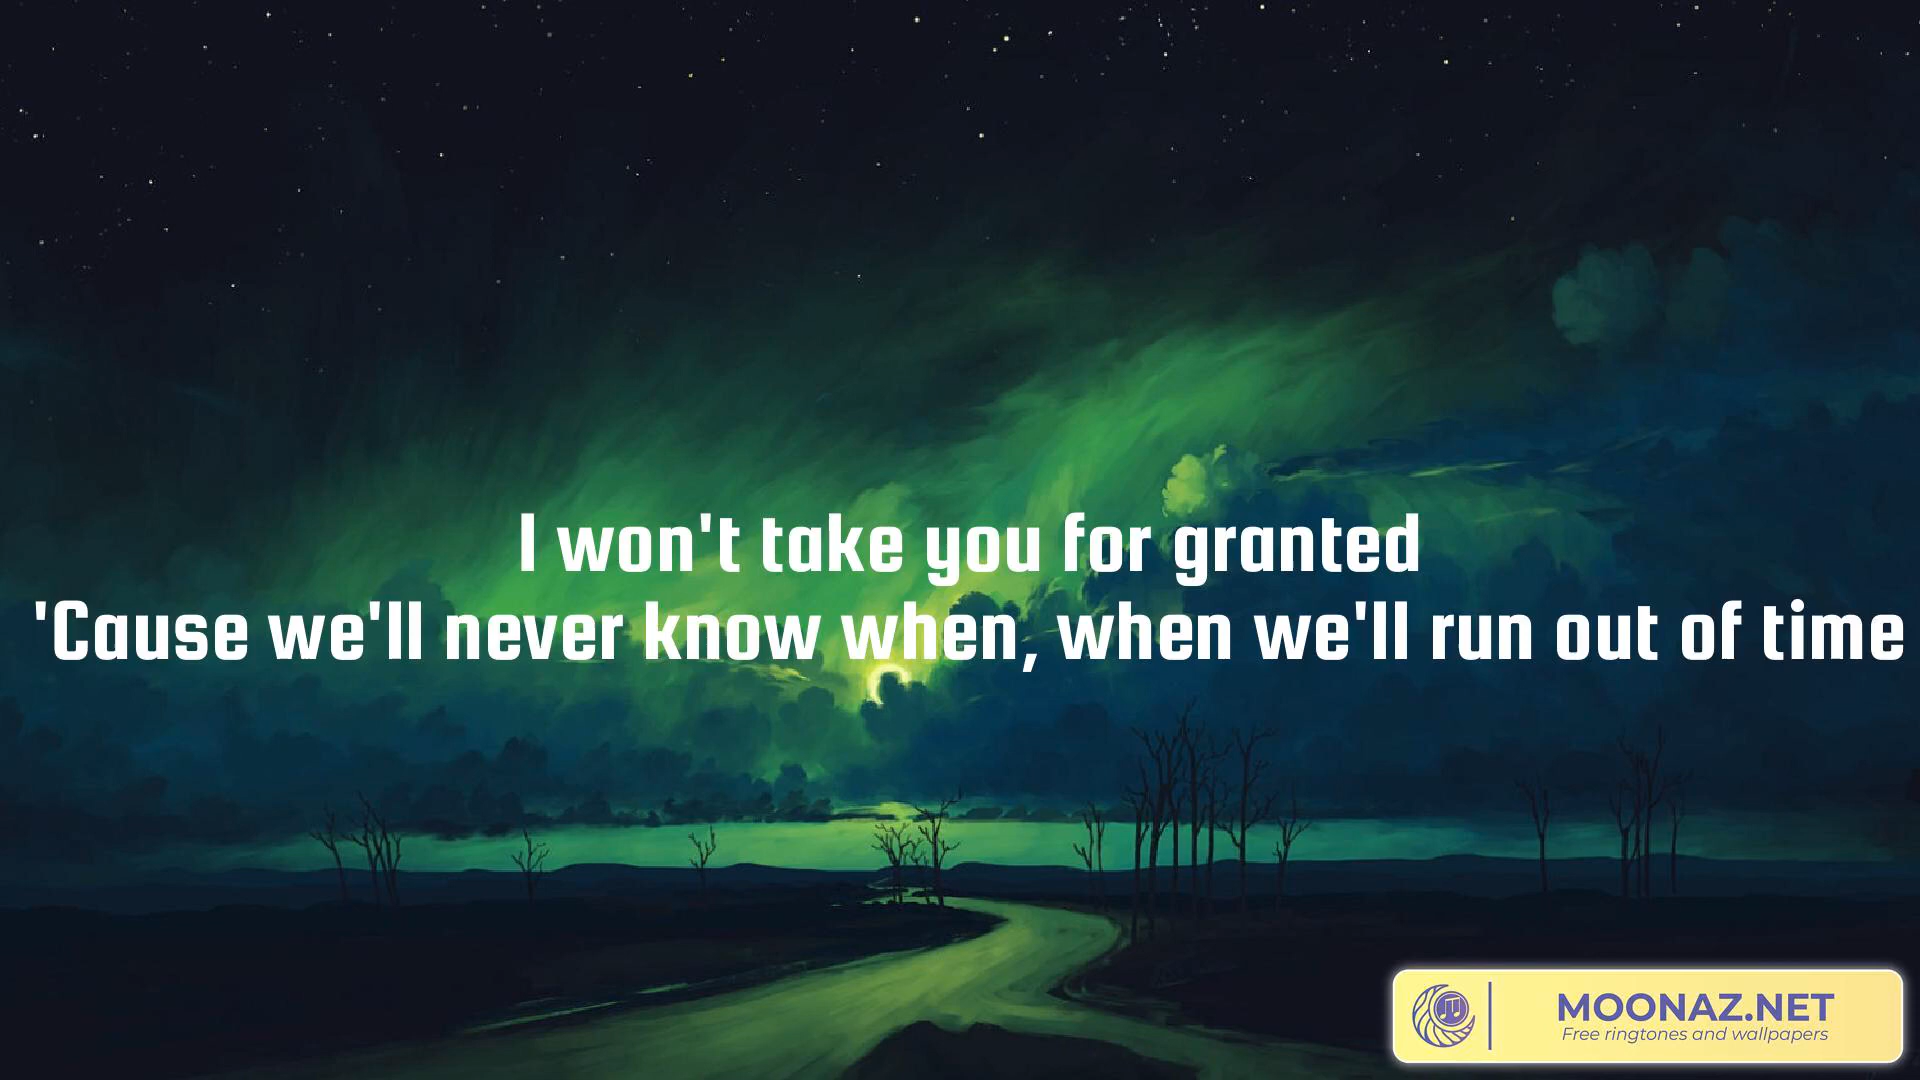 I won't take you for granted
'Cause we'll never know when, when we'll run out of time
MOONAZ.NET
Free ringtones and wallpapers